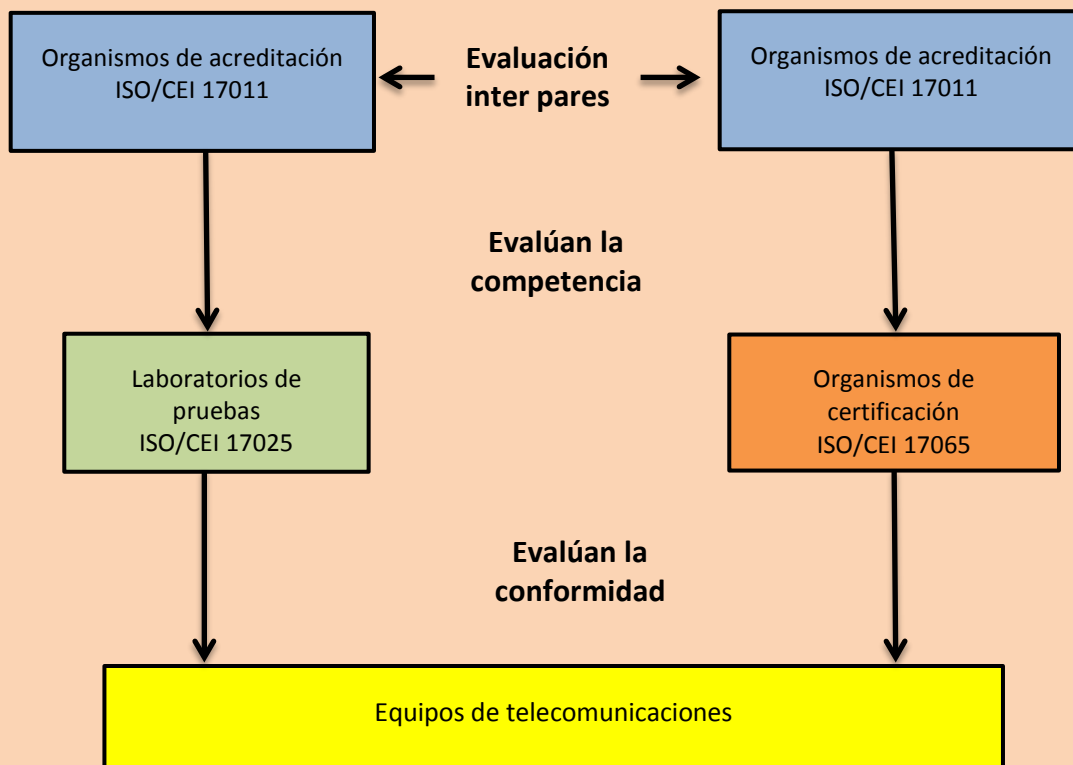 Organismos de acreditación
ISO/CEI 17011
Evaluación
inter pares
Organismos de acreditación
ISO/CEI 17011
Evalúan la
competencia
Laboratorios de
pruebas
ISO/CEI 17025
Organismos de
certificación
ISO/CEI 17065
Evalúan la
conformidad
Equipos de telecomunicaciones